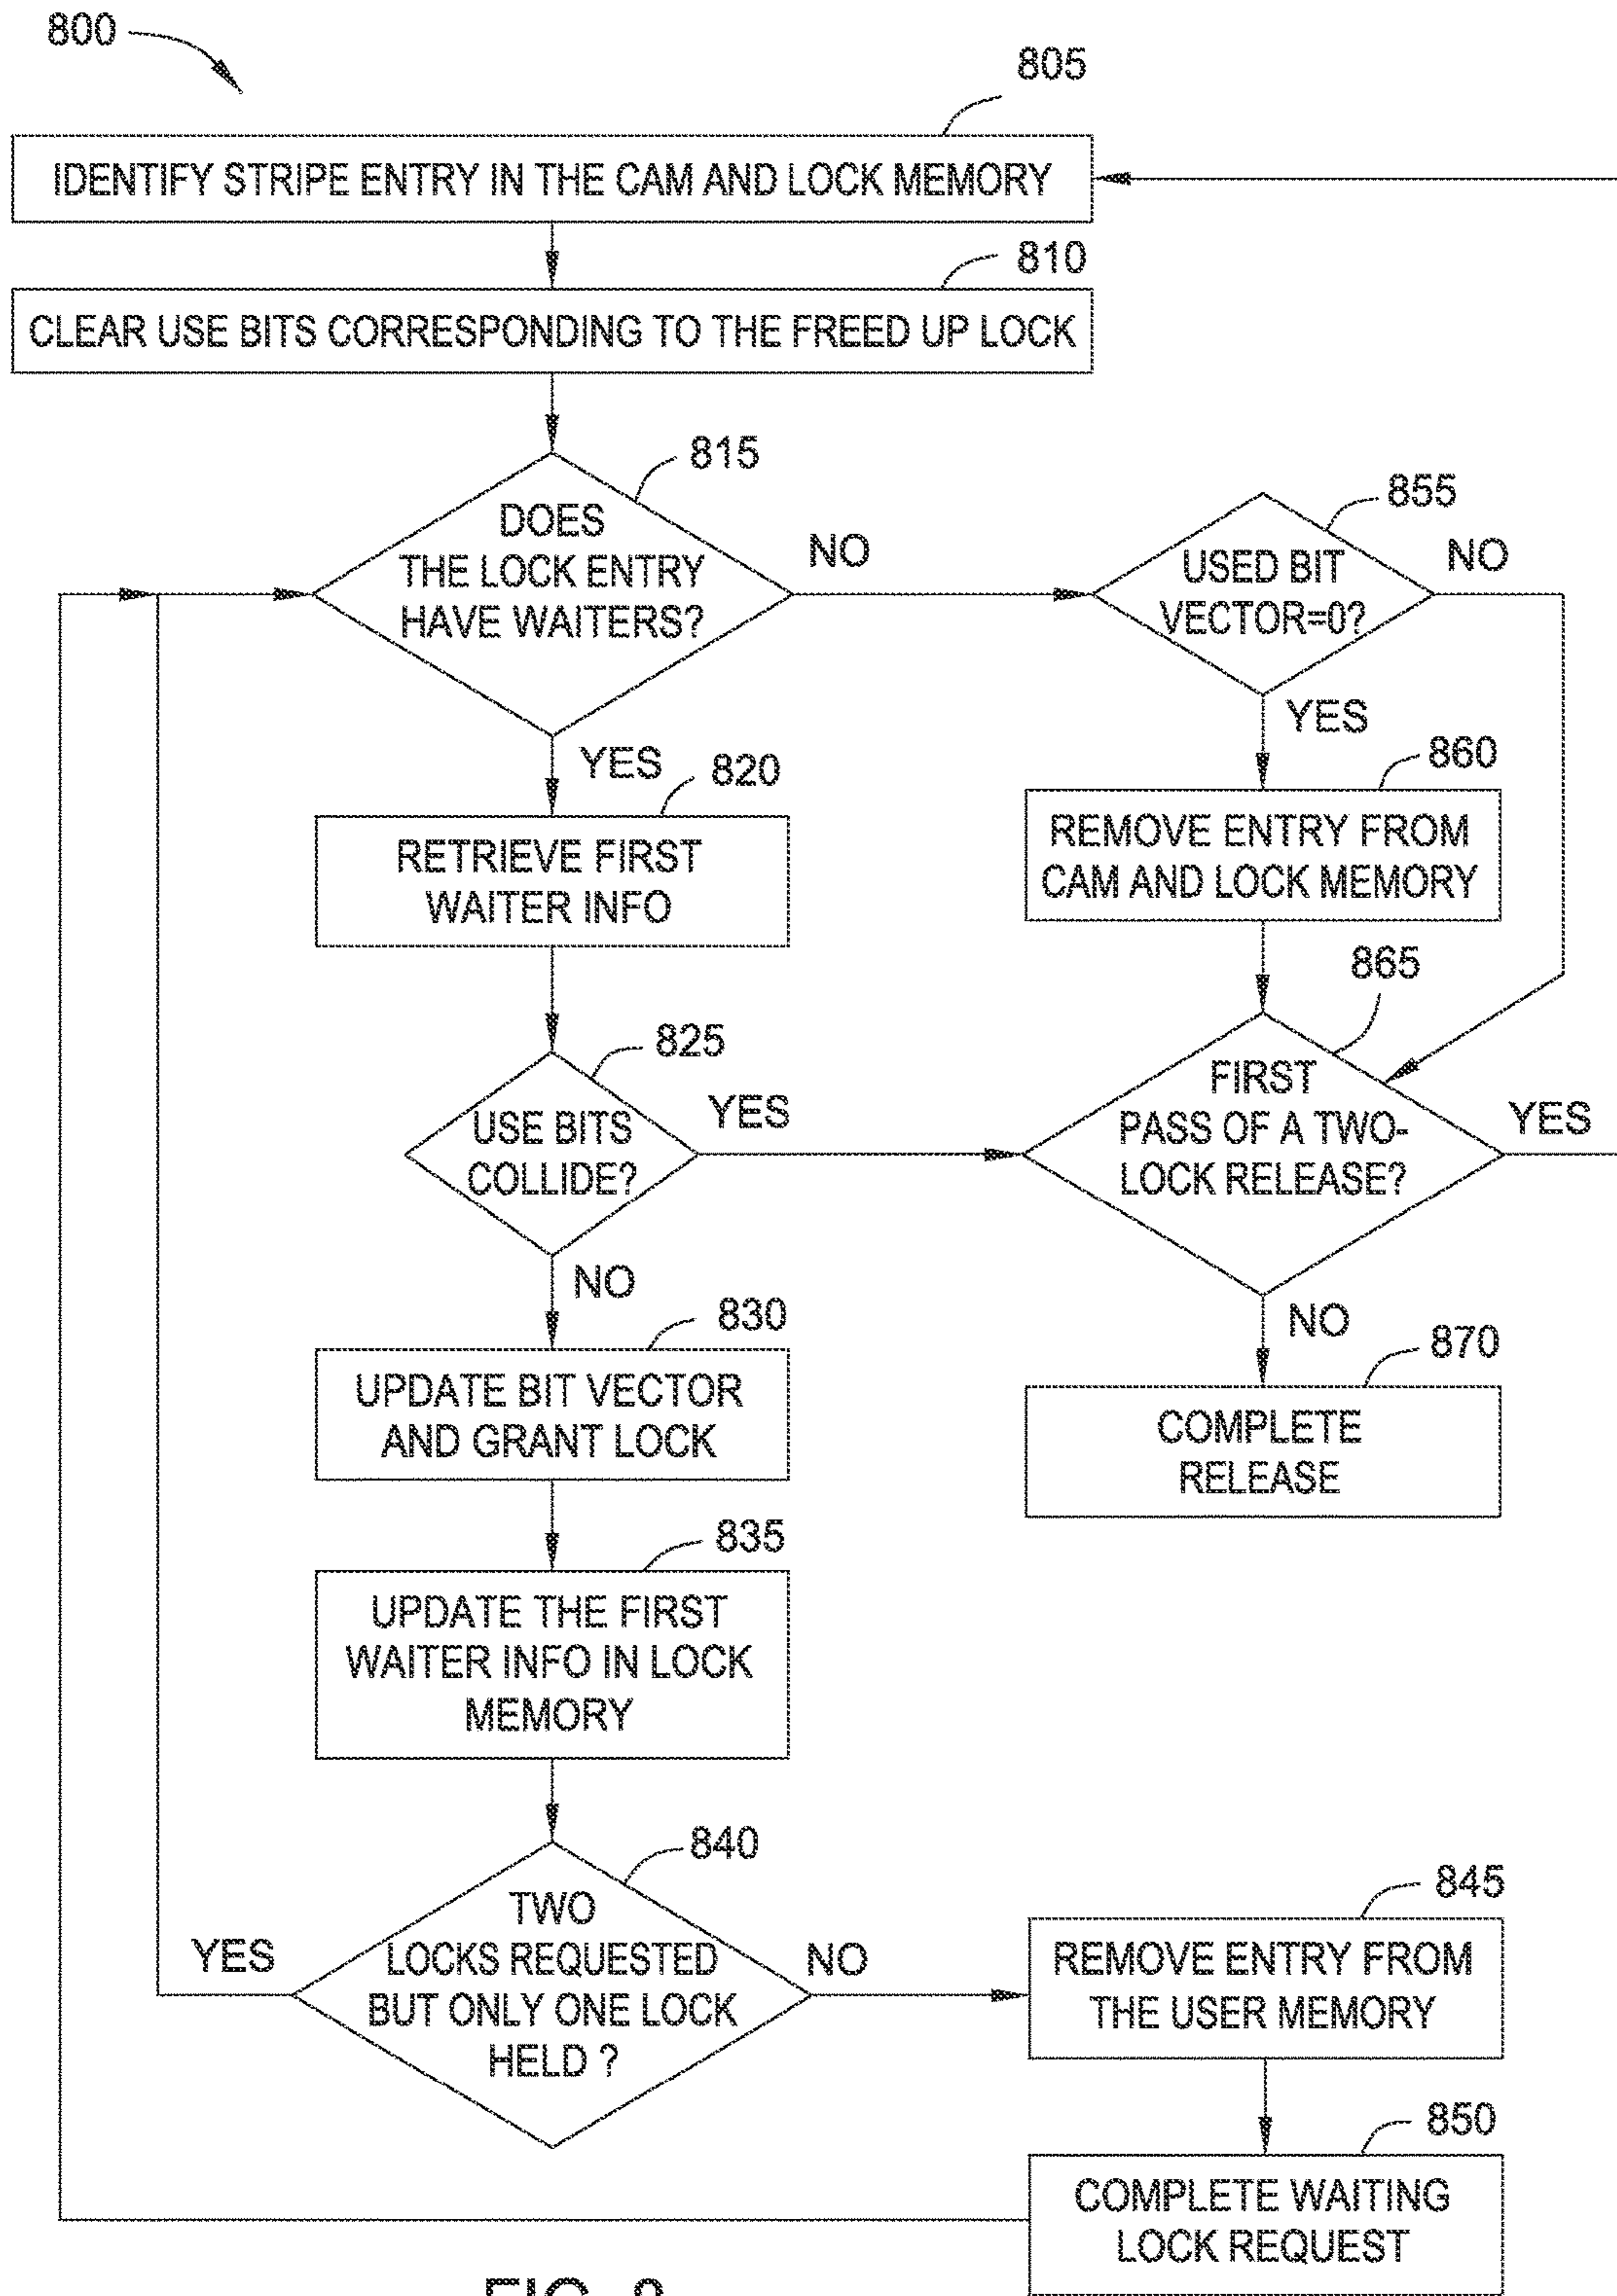 800
805
IDENTIFY STRIPE ENTRY IN THE CAM AND LOCK MEMORY
810
CLEAR USE BITS CORRESPONDING TO THE FREED UP LOCK
815
DOES
THE LOCK ENTRY
HAVE WAITERS?
NO
YES
855
USED BIT
VECTOR=0?
NO
YES
820
RETRIEVE FIRST
WAITER INFO
860
REMOVE ENTRY FROM
CAM AND LOCK MEMORY
825
USE BITS
COLLIDE?
YES
NO
865
FIRST
PASS OF A TWO-
LOCK RELEASE?
YES
NO
830
UPDATE BIT VECTOR
AND GRANT LOCK
870
COMPLETE
RELEASE
835
UPDATE THE FIRST
WAITER INFO IN LOCK
MEMORY
840
TWO
LOCKS REQUESTED
BUT ONLY ONE LOCK
HELD ?
YES
NO
845
REMOVE ENTRY FROM
THE USER MEMORY
850
COMPLETE WAITING
LOCK REQUEST
FIG.